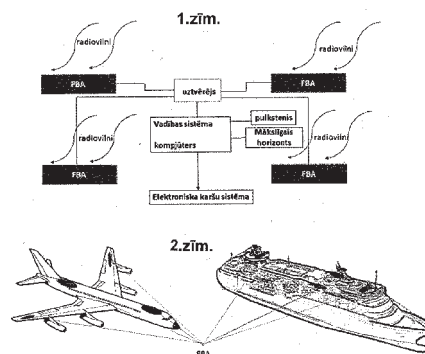 1.zīm.
radioviļņi
radioviļņi
FBA
uztvērējs
FBA
Vadības sistēma
kompjūters
pulkstenis
Mākslīgais
horizonts
radioviļņi
radioviļņi
FBA
FBA
Elektroniska karšu sistēma
2.zīm.
FBA